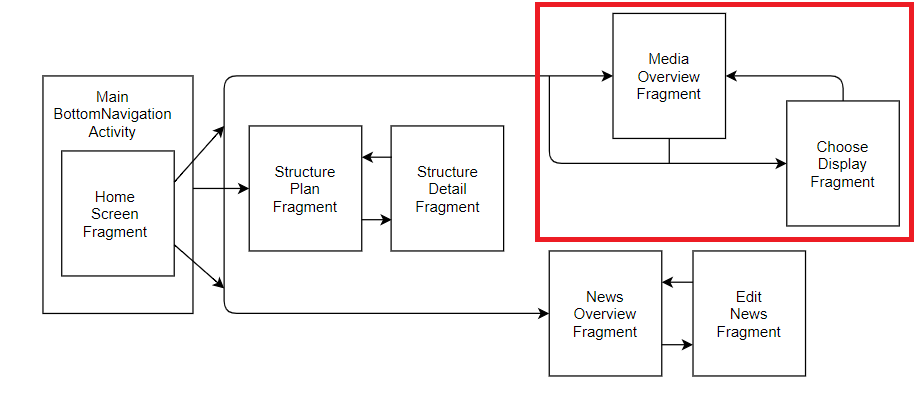 Main
BottomNavigation
Activity
Home
Screen
Fragment
Structure
Plan
Fragment
Structure
Detail
Fragment
Media
Overview
Fragment
Choose
Display
Fragment
News
Overview
Fragment
Edit
News
Fragment